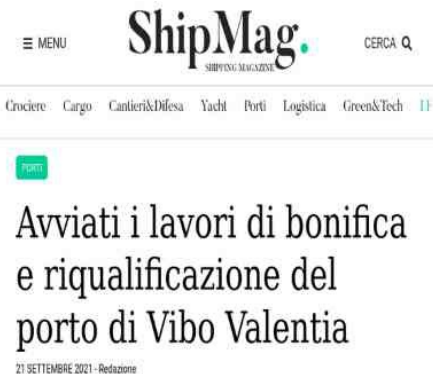 ≡ MENU ShipMag. CERCA
SHIPPING MAGAZINE
Crociere Cargo Cantieri&Difesa Yacht Porti Logistica Green&Tech
PORTI
Avviati i lavori di bonifica
e riqualificazione del
porto di Vibo Valentia
21 SETTEMBRE 2021 - Redazione